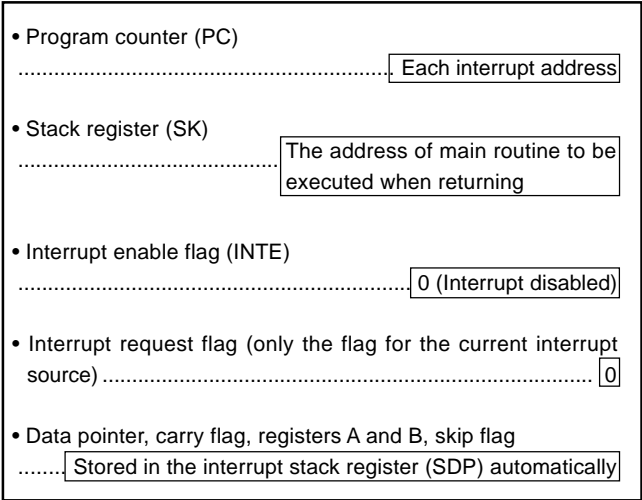 • Program counter (PC)
............................................................... Each interrupt address
• Stack register (SK)
............................................ The address of main routine to be
executed when returning
• Interrupt enable flag (INTE)
.................................................................. 0 (Interrupt disabled)
• Interrupt request flag (only the flag for the current interrupt
source) ................................................................................. 0
• Data pointer, carry flag, registers A and B, skip flag
........ Stored in the interrupt stack register (SDP) automatically